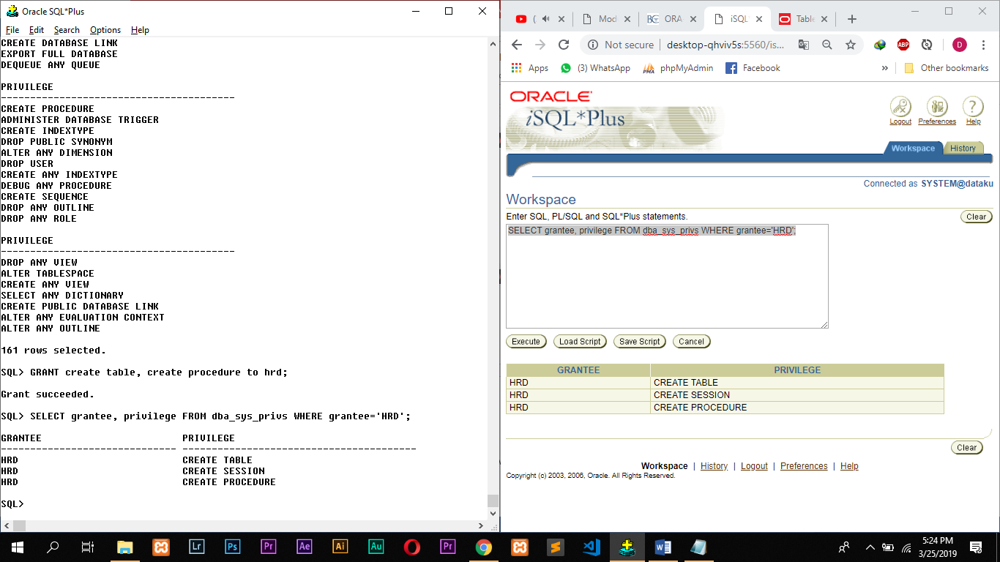 Oracle SQL*Plus
File Edit Search Options Help
CREATE DATABASE LINK
EXPORT FULL DATABASE
DEQUEUE ANY QUEUE
PRIVILEGE
----------------------------------------
CREATE PROCEDURE
ADMINISTER DATABASE TRIGGER
CREATE INDEXTYPE
DROP PUBLIC SYNONYM
ALTER ANY DIMENSION
DROP USER
CREATE ANY INDEXTYPE
DEBUG ANY PROCEDURE
CREATE SEQUENCE
DROP ANY OUTLINE
DROP ANY ROLE
PRIVILEGE
----------------------------------------
DROP ANY VIEW
ALTER TABLESPACE
CREATE ANY VIEW
SELECT ANY DICTIONARY
CREATE PUBLIC DATABASE LINK
ALTER ANY EVALUATION CONTEXT
ALTER ANY OUTLINE
161 rows selected.
SQL> GRANT create table, create procedure to hrd;
Grant succeeded.
SQL> SELECT grantee, privilege FROM dba_sys_privs WHERE grantee='HRD';
GRANTEE PRIVILEGE
------------------------------ ----------------------------------------
HRD CREATE TABLE
HRD CREATE SESSION
HRD CREATE PROCEDURE
SQL>
( Mod ORA iSQL Table
Not secure | desktop-qhviv5s:5560/is... ABP D
Apps (3) WhatsApp phpMyAdmin Facebook » Other bookmarks
ORACLE
iSQL*Plus
Logout Preferences Help
Workspace History
Connected as SYSTEM@dataku
Workspace
Enter SQL, PL/SQL and SQL*Plus statements. Clear
SELECT grantee, privilege FROM dba_sys_privs WHERE grantee='HRD';
Execute Load Script Save Script Cancel
GRANTEE PRIVILEGE
HRD CREATE TABLE
HRD CREATE SESSION
HRD CREATE PROCEDURE
Clear
Workspace | History | Logout | Preferences | Help
Copyright (c) 2003, 2006, Oracle. All Rights Reserved.
Lr Ps Pr Ae Ai Au Pr
5:24 PM
3/25/2019